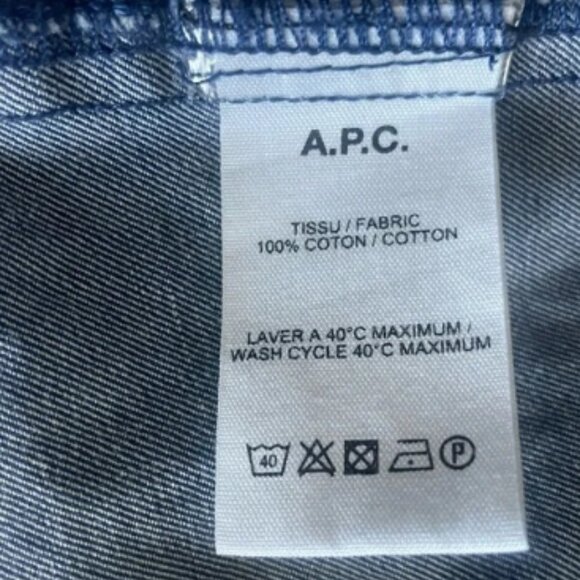 A.P.C.
TISSU / FABRIC
100% COTON / COTTON
LAVER A 40°C MAXIMUM /
WASH CYCLE 40°C MAXIMUM
40 P